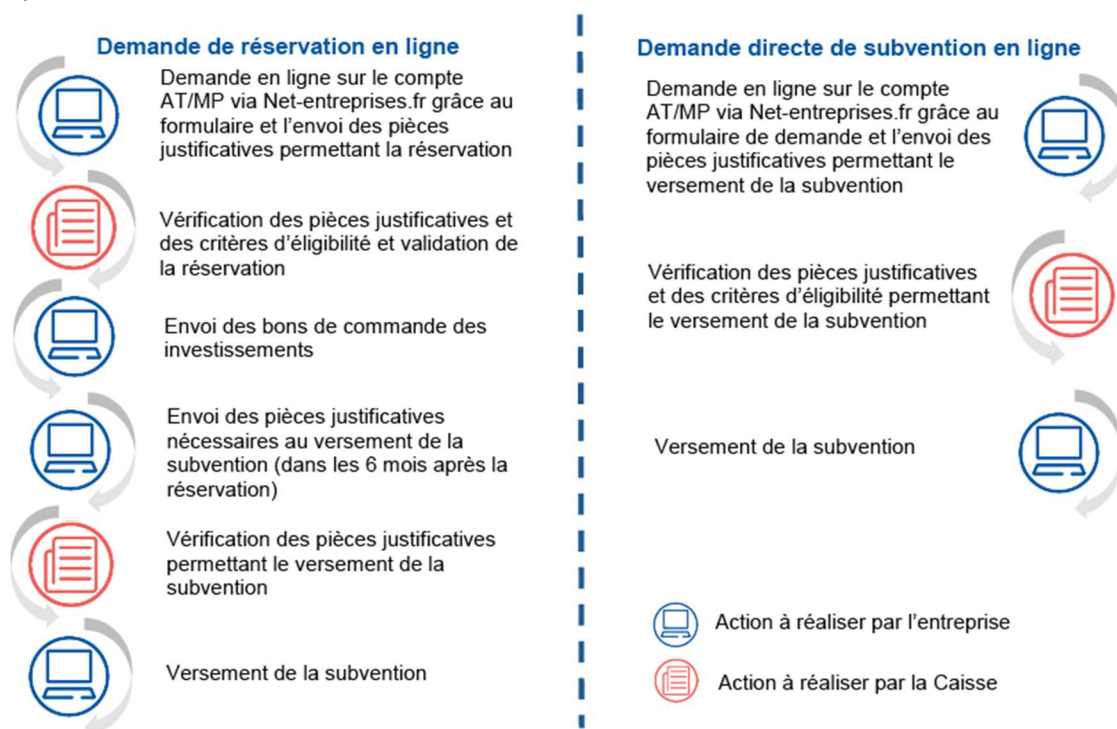 Demande de réservation en ligne
Demande en ligne sur le compte
AT/MP via Net-entreprises.fr grâce au
formulaire et l'envoi des pièces
justificatives permettant la réservation
Vérification des pièces justificatives et
des critères d'éligibilité et validation de
la réservation
Envoi des bons de commande des
investissements
Envoi des pièces justificatives
nécessaires au versement de la
subvention (dans les 6 mois après la
réservation)
Vérification des pièces justificatives
permettant le versement de la
subvention
Versement de la subvention
Demande directe de subvention en ligne
Demande en ligne sur le compte
AT/MP via Net-entreprises.fr grâce au
formulaire de demande et l'envoi des
pièces justificatives permettant le
versement de la subvention
Vérification des pièces justificatives
et des critères d'éligibilité permettant
le versement de la subvention
Versement de la subvention
Action à réaliser par l'entreprise
Action à réaliser par la Caisse